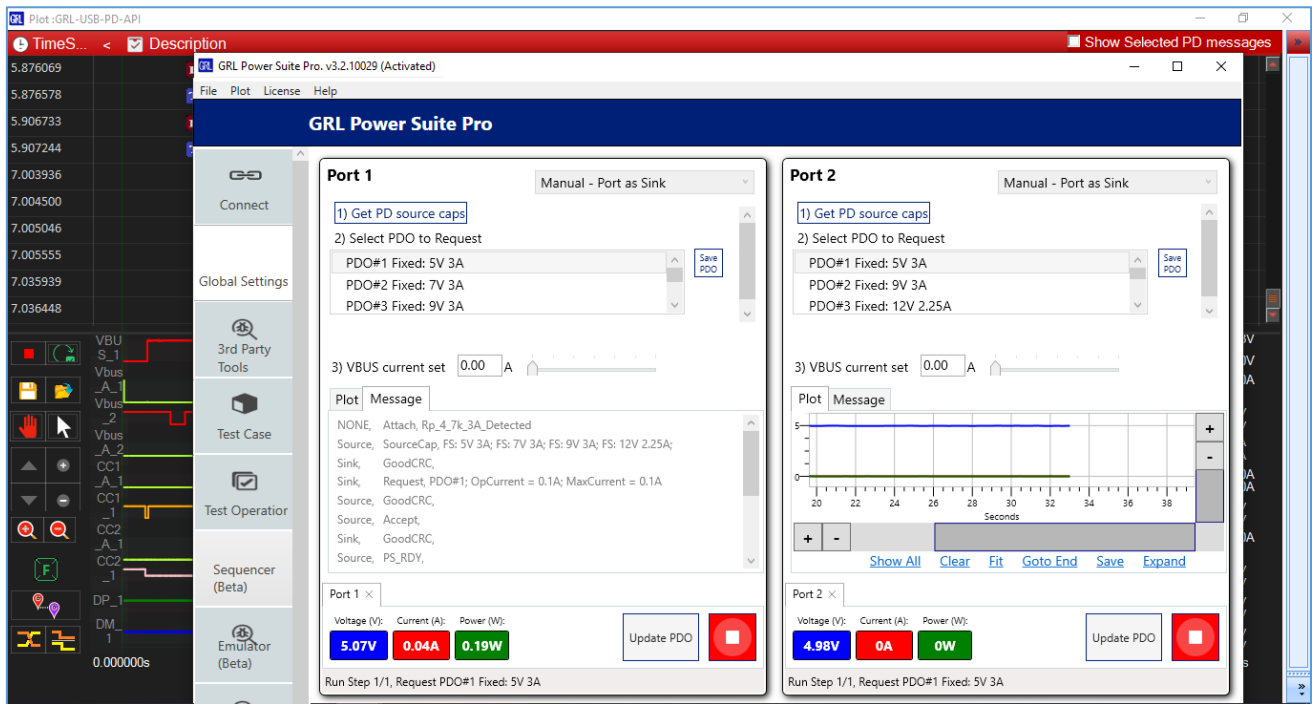 GRL Plot :GRL-USB-PD-API
TimeS... < Description
Show Selected PD messages »
5.876069
5.876578
5.906733
5.907244
7.003936
7.004500
7.005046
7.005555
7.035939
7.036448
VBU
S_1
Vbus
_A_1
Vbus
_2
Vbus
_A_2
CC1
_A_1
CC1
_1
CC2
_A_1
CC2
_1
DP_1
DM_
1
0.000000s
F
GRL GRL Power Suite Pro. v3.2.10029 (Activated)
File Plot License Help
GRL Power Suite Pro
Connect
Global Settings
3rd Party
Tools
Test Case
Test Operation
Sequencer
(Beta)
Emulator
(Beta)
Port 1
Manual - Port as Sink
1) Get PD source caps
2) Select PDO to Request
PDO#1 Fixed: 5V 3A
PDO#2 Fixed: 7V 3A
PDO#3 Fixed: 9V 3A
Save
PDO
3) VBUS current set 0.00 A
Plot Message
NONE, Attach, Rp_4_7k_3A_Detected
Source, SourceCap, FS: 5V 3A; FS: 7V 3A; FS: 9V 3A; FS: 12V 2.25A;
Sink, GoodCRC,
Sink, Request, PDO#1; OpCurrent = 0.1A; MaxCurrent = 0.1A
Source, GoodCRC,
Source, Accept,
Sink, GoodCRC,
Source, PS_RDY,
Port 1 ×
Voltage (V): Current (A): Power (W):
5.07V 0.04A 0.19W
Update PDO
Run Step 1/1, Request PDO#1 Fixed: 5V 3A
Port 2
Manual - Port as Sink
1) Get PD source caps
2) Select PDO to Request
PDO#1 Fixed: 5V 3A
PDO#2 Fixed: 9V 3A
PDO#3 Fixed: 12V 2.25A
Save
PDO
3) VBUS current set 0.00 A
Plot Message
5
0
20 22 24 26 28 30 32 34 36 38
Seconds
+ -
+ -
Show All Clear Fit Goto End Save Expand
Port 2 ×
Voltage (V): Current (A): Power (W):
4.98V 0A 0W
Update PDO
Run Step 1/1, Request PDO#1 Fixed: 5V 3A